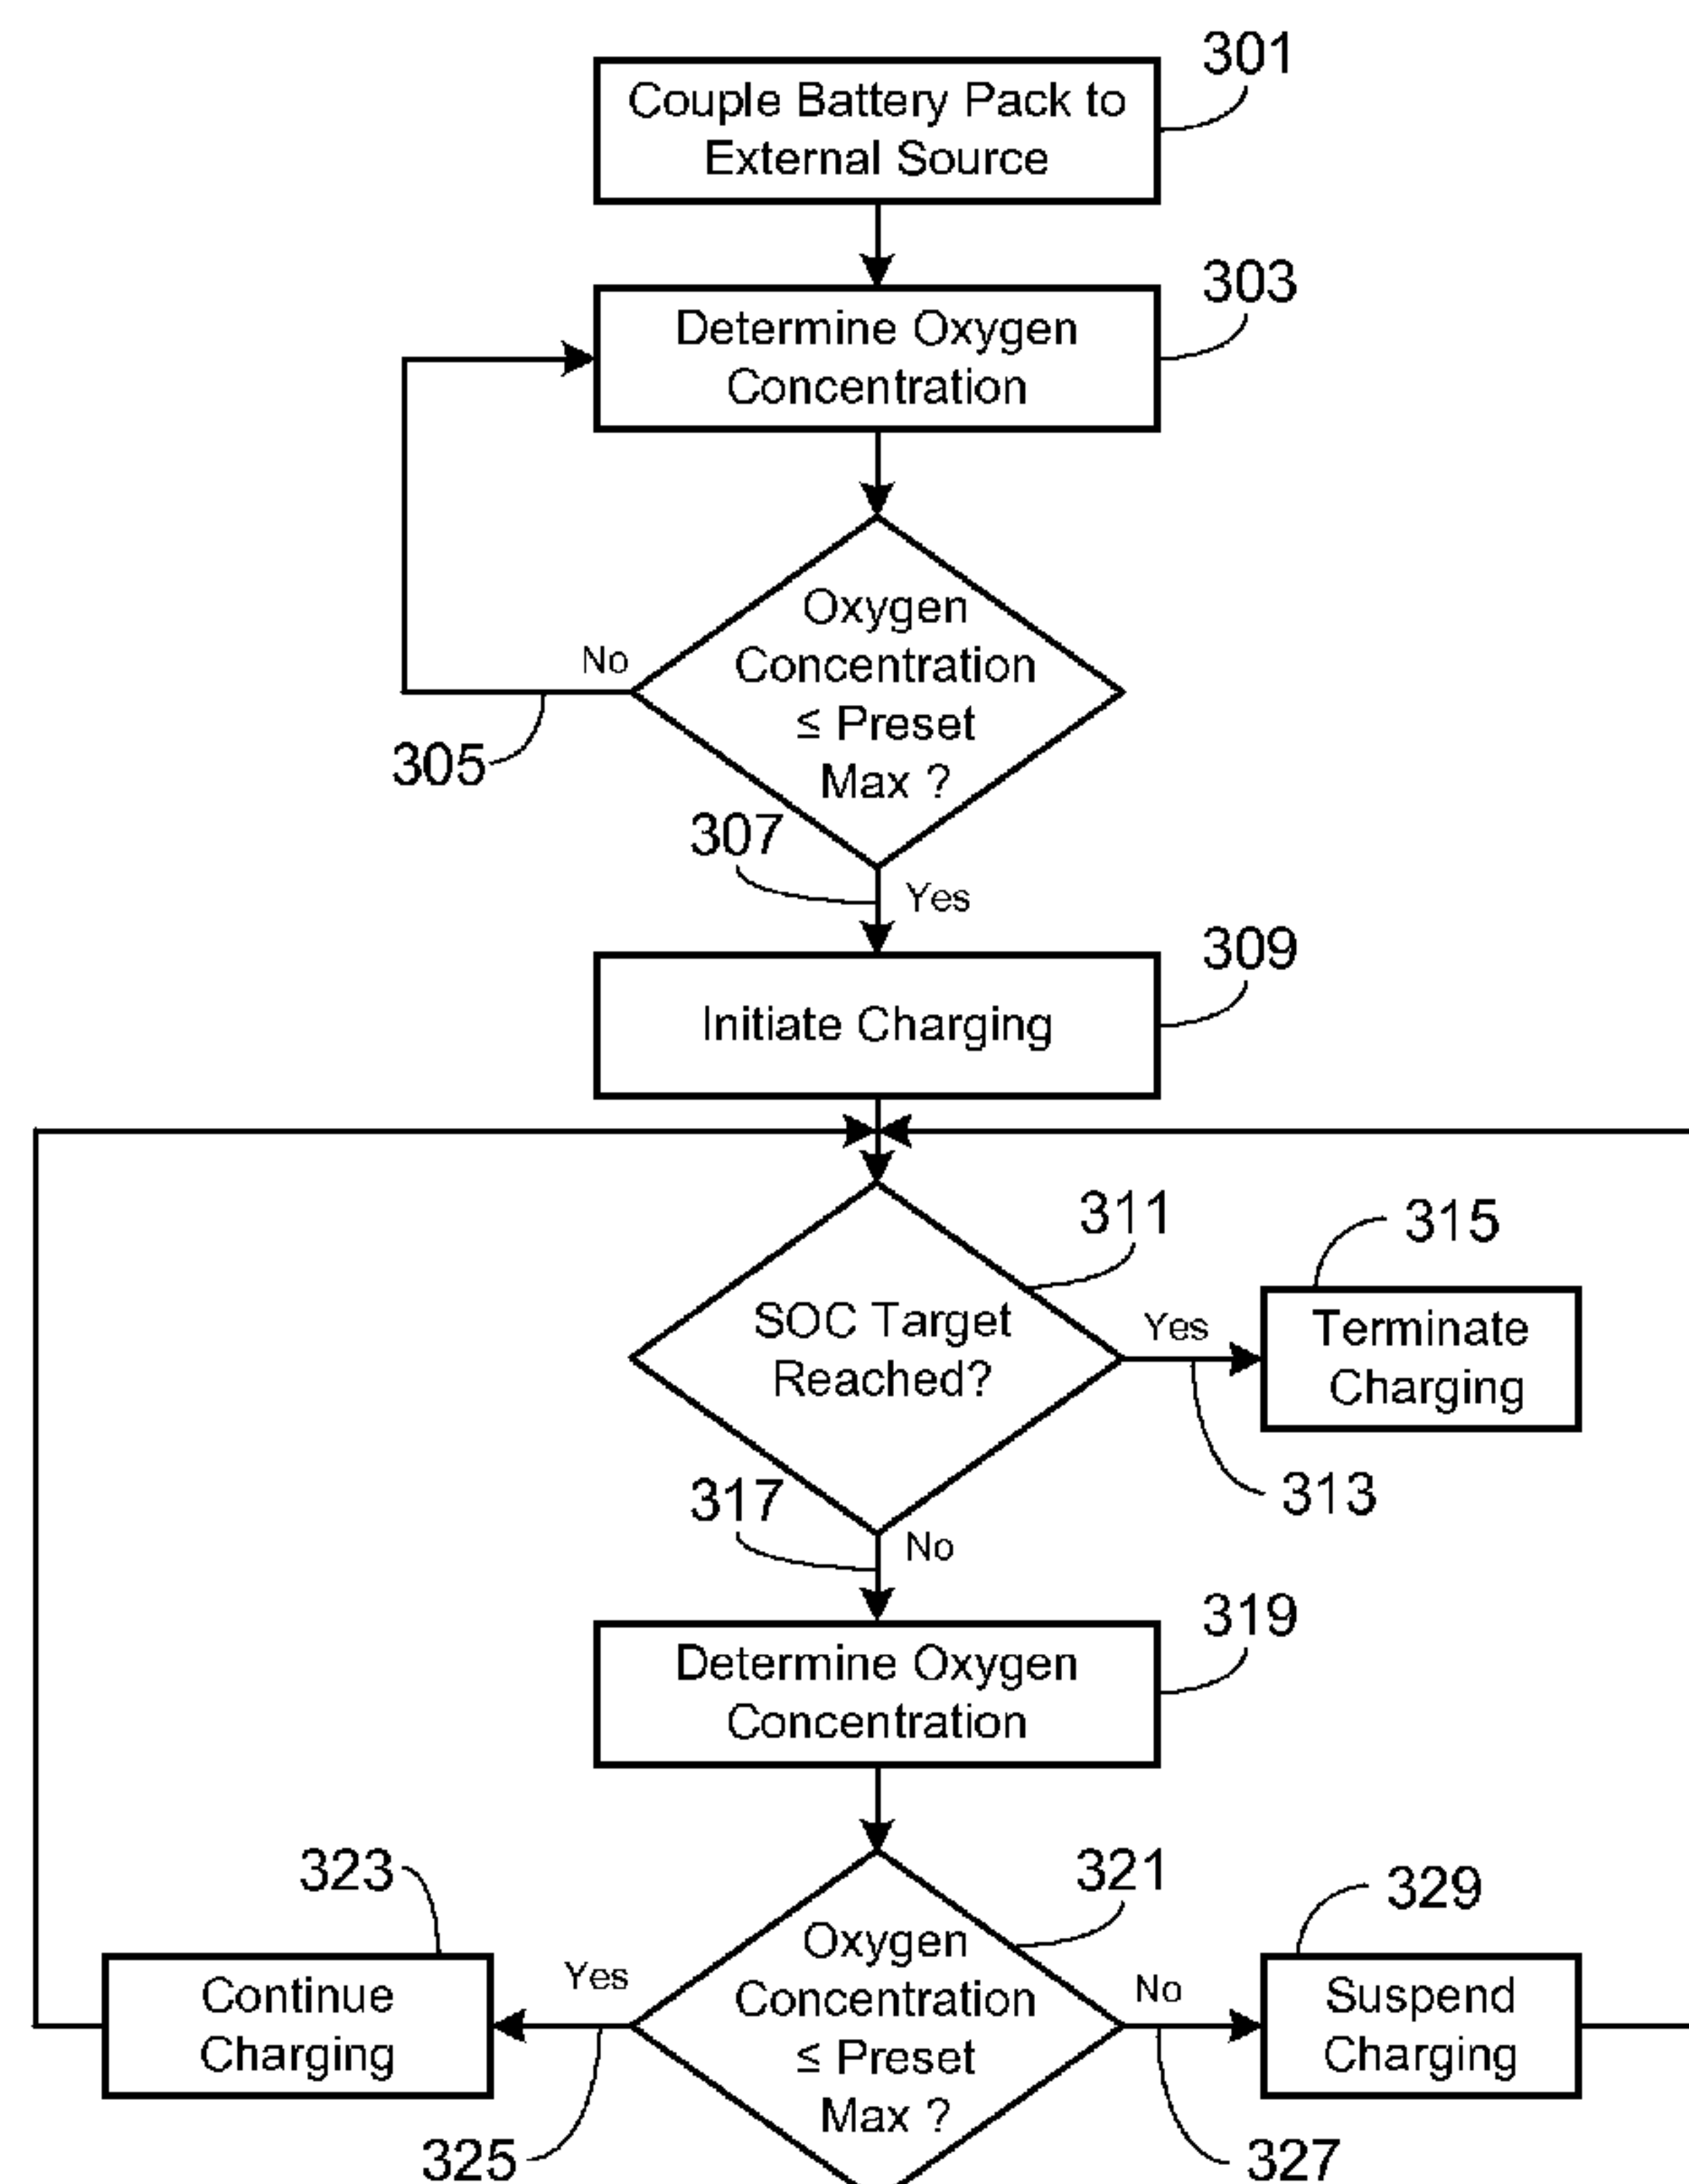 301
Couple Battery Pack to
External Source
303
Determine Oxygen
Concentration
Oxygen
Concentration
≤ Preset
Max ?
No
305
307
Yes
309
Initiate Charging
311
315
SOC Target
Reached?
Yes
Terminate
Charging
313
317
No
319
Determine Oxygen
Concentration
323
321
329
Continue
Charging
Yes
Oxygen
Concentration
≤ Preset
Max ?
No
Suspend
Charging
325
327